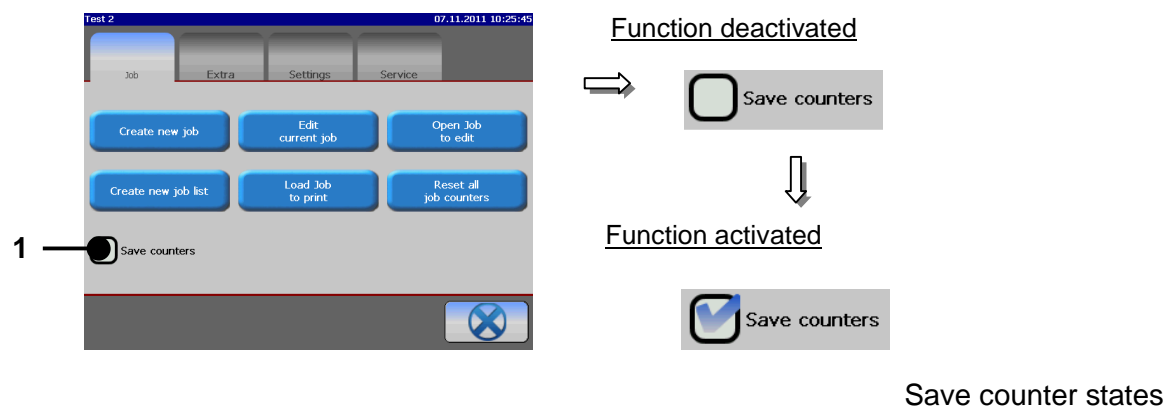 Test 2 07.11.2011 10:25:45
Job Extra Settings Service
Create new job
Edit
current job
Open Job
to edit
Create new job list
Load Job
to print
Reset all
job counters
1
Save counters
Function deactivated
Save counters
Function activated
Save counters
Save counter states